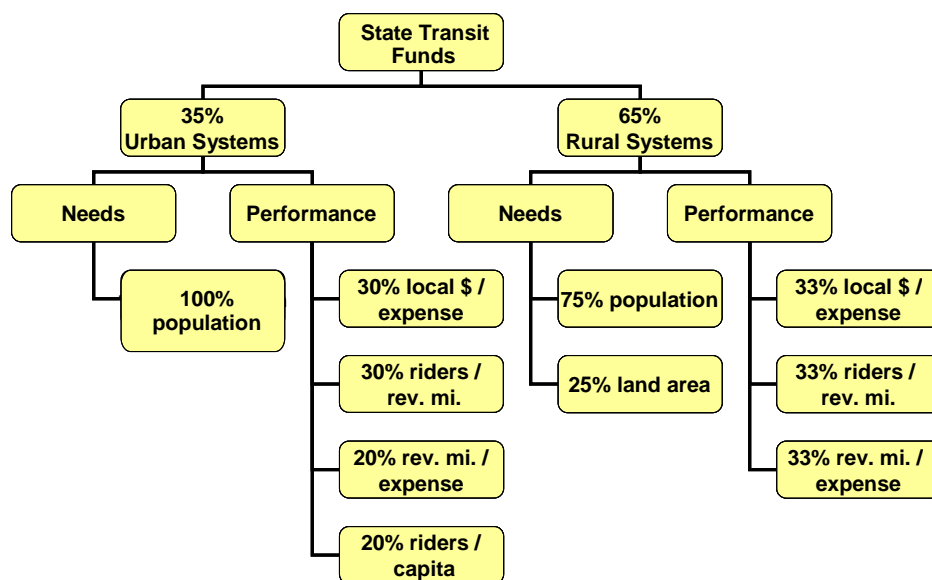 State Transit
Funds
35%
Urban Systems
65%
Rural Systems
Needs
Performance
Needs
Performance
100%
population
30% local $ /
expense
75% population
33% local $ /
expense
30% riders /
rev. mi.
25% land area
33% riders /
rev. mi.
20% rev. mi. /
expense
33% rev. mi. /
expense
20% riders /
capita